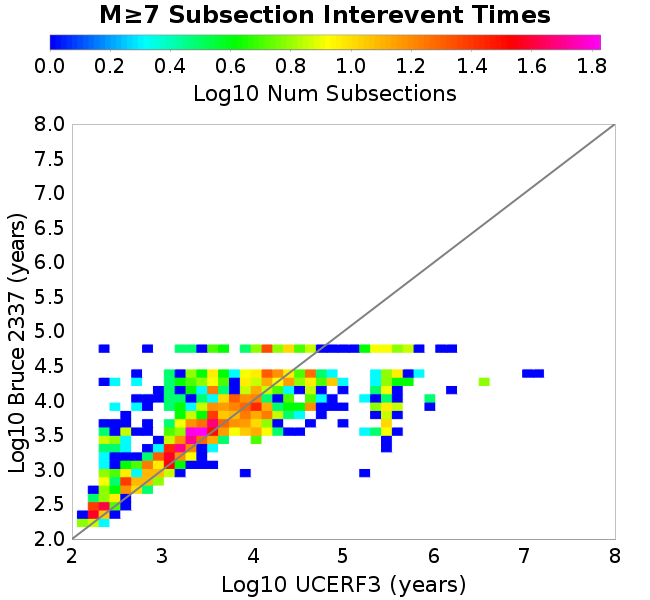 M≥7 Subsection Interevent Times
0.0 0.2 0.4 0.6 0.8 1.0 1.2 1.4 1.6 1.8
Log10 Num Subsections
8.0
7.5
7.0
6.5
6.0
5.5
5.0
4.5
4.0
3.5
3.0
2.5
2.0
Log10 Bruce 2337 (years)
2 3 4 5 6 7 8
Log10 UCERF3 (years)